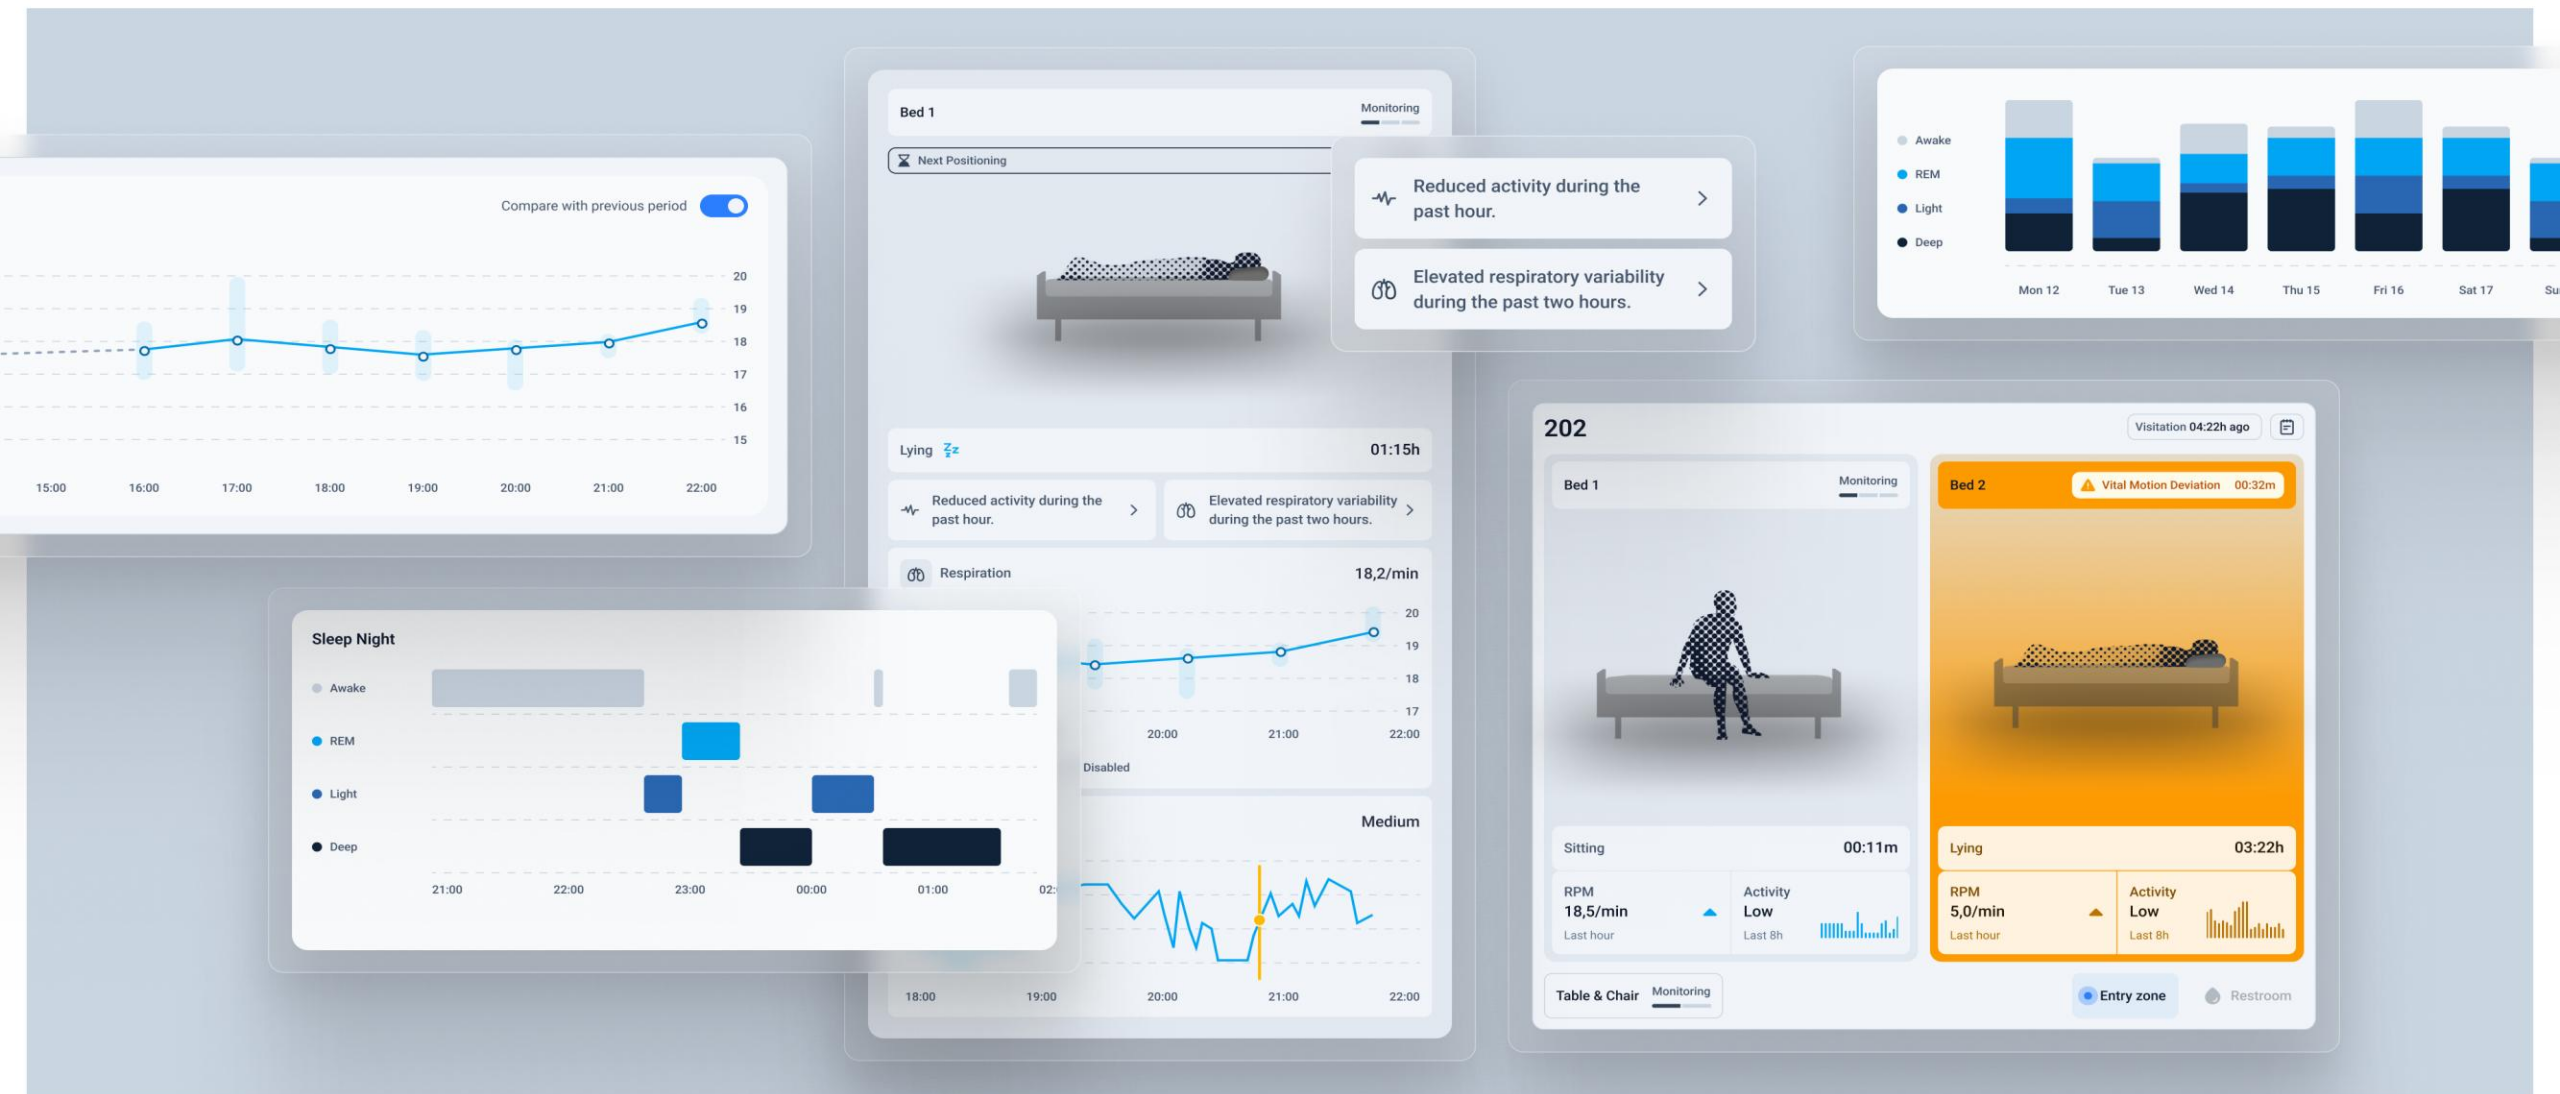 Compare with previous period
20
19
18
17
16
15
15:00 16:00 17:00 18:00 19:00 20:00 21:00 22:00
Sleep Night
Awake
REM
Light
Deep
21:00 22:00 23:00 00:00 01:00 02:
Bed 1
Monitoring
Next Positioning
Reduced activity during the
past hour.
Elevated respiratory variability
during the past two hours.
Lying Zzz
01:15h
Reduced activity during the
past hour.
Elevated respiratory variability
during the past two hours.
Respiration
18,2/min
20
19
18
17
20:00 21:00 22:00
Disabled
Medium
18:00 19:00 20:00 21:00 22:00
Awake
REM
Light
Deep
Mon 12 Tue 13 Wed 14 Thu 15 Fri 16 Sat 17 Su
202
Visitation 04:22h ago
Bed 1
Monitoring
Sitting
00:11m
RPM
18,5/min
Last hour
Activity
Low
Last 8h
Bed 2
Vital Motion Deviation 00:32m
Lying
03:22h
RPM
5,0/min
Last hour
Activity
Low
Last 8h
Table & Chair
Monitoring
Entry zone
Restroom